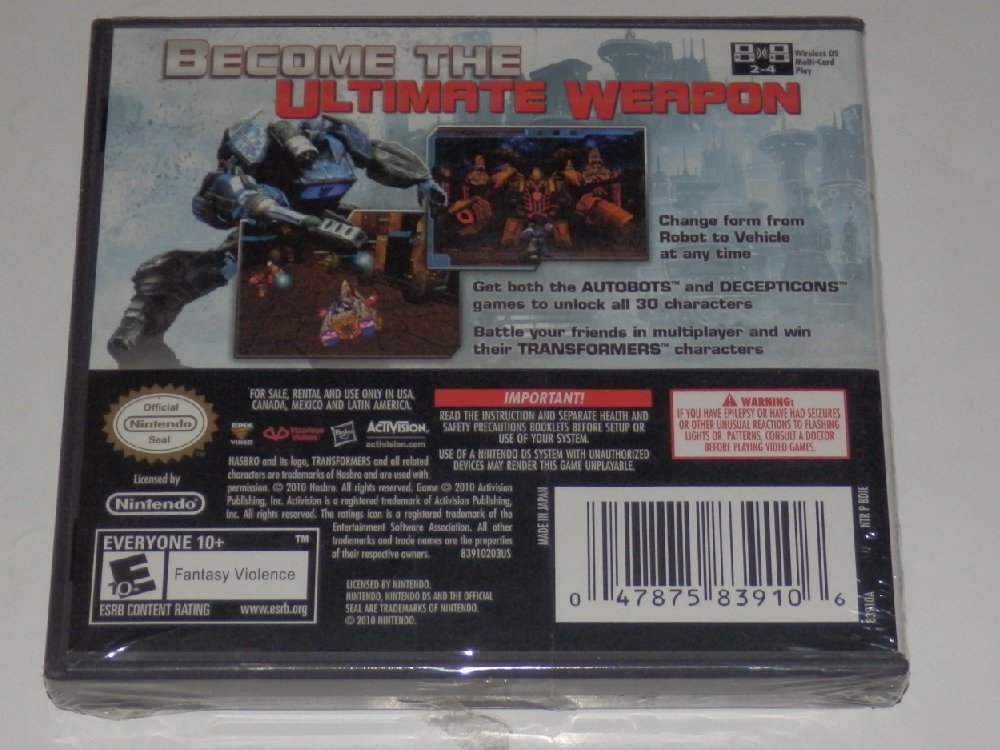 BECOME THE
ULTIMATE WEAPON
2-4
Wireless DS
Multi-Card
Play
Change form from
Robot to Vehicle
at any time
Get both the AUTOBOTS™ and DECEPTICONS™
games to unlock all 30 characters
Battle your friends in multiplayer and win
their TRANSFORMERS™ characters
Official
Nintendo
Seal
Licensed by
Nintendo
FOR SALE, RENTAL AND USE ONLY IN USA,
CANADA, MEXICO AND LATIN AMERICA.
BINK
VIDEO
Vicarious
Visions
Hasbro
ACTIVISION.
activision.com
HASBRO and its logo, TRANSFORMERS and all related
characters are trademarks of Hasbro and are used with
permission. © 2010 Hasbro. All rights reserved. Game © 2010 Activision
Publishing, Inc. Activision is a registered trademark of Activision Publishing,
Inc. All rights reserved. The ratings icon is a registered trademark of the
Entertainment Software Association. All other
trademarks and trade names are the properties
of their respective owners.
83910203US
IMPORTANT!
READ THE INSTRUCTION AND SEPARATE HEALTH AND
SAFETY PRECAUTIONS BOOKLETS BEFORE SETUP OR
USE OF YOUR SYSTEM.
USE OF A NINTENDO DS SYSTEM WITH UNAUTHORIZED
DEVICES MAY RENDER THIS GAME UNPLAYABLE.
WARNING:
IF YOU HAVE EPILEPSY OR HAVE HAD SEIZURES
OR OTHER UNUSUAL REACTIONS TO FLASHING
LIGHTS OR PATTERNS, CONSULT A DOCTOR
BEFORE PLAYING VIDEO GAMES.
EVERYONE 10+ ™
E
10+
Fantasy Violence
ESRB CONTENT RATING www.esrb.org
LICENSED BY NINTENDO.
NINTENDO, NINTENDO DS AND THE OFFICIAL
SEAL ARE TRADEMARKS OF NINTENDO.
© 2010 NINTENDO.
MADE IN JAPAN
0 47875 83910 6
NTR P BDIE
83910A